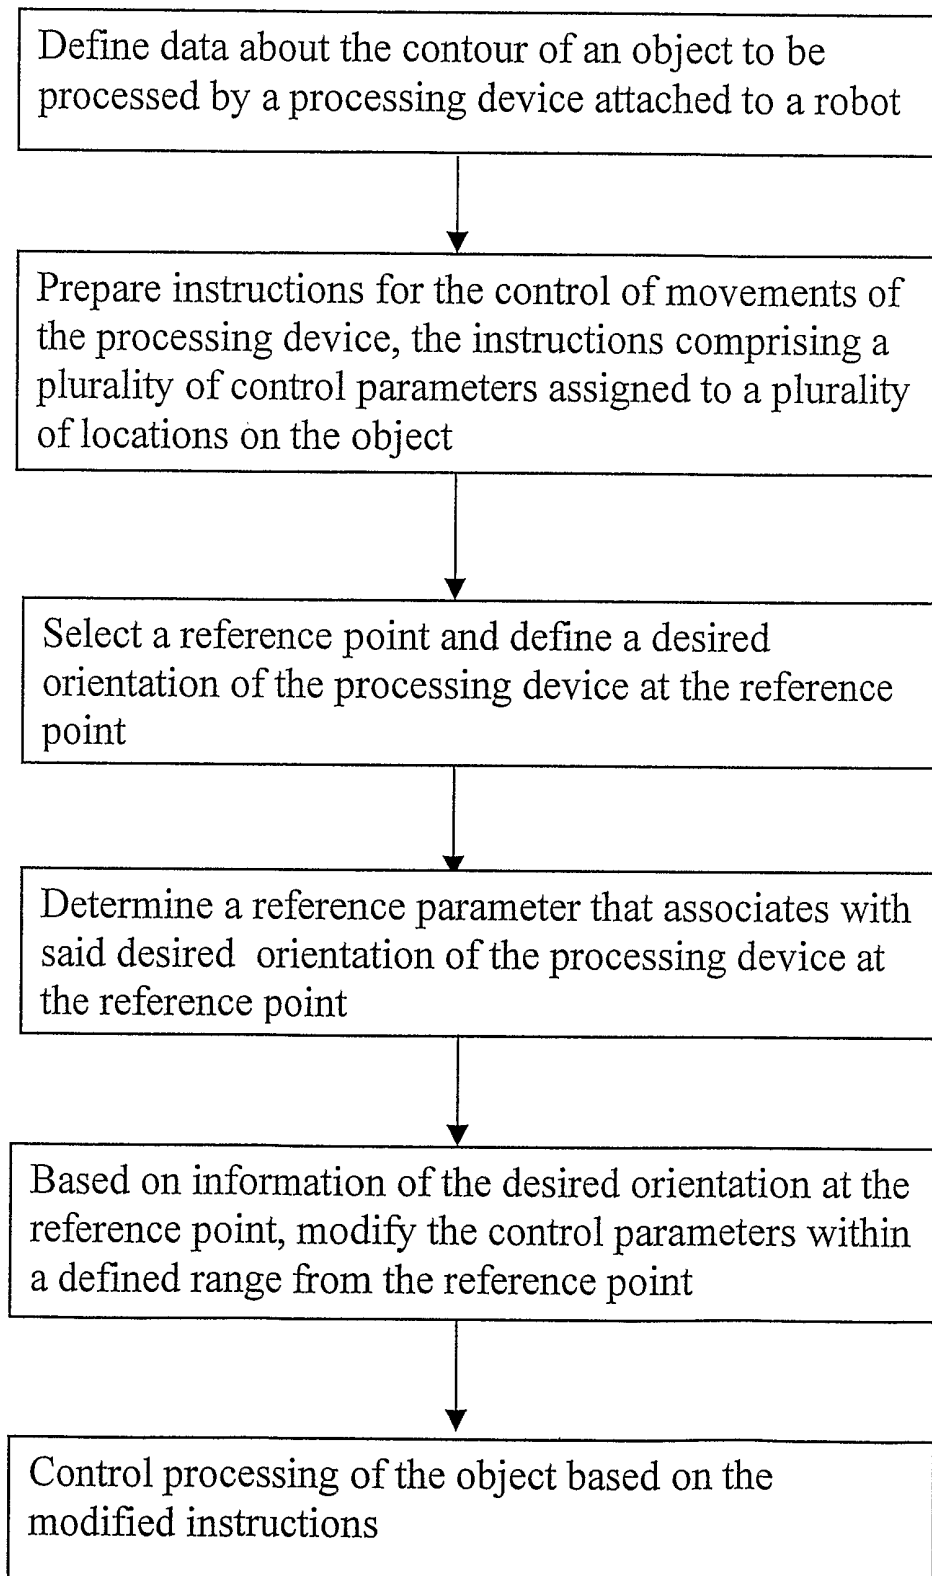 Define data about the contour of an object to be
processed by a processing device attached to a robot
Prepare instructions for the control of movements of
the processing device, the instructions comprising a
plurality of control parameters assigned to a plurality
of locations on the object
Select a reference point and define a desired
orientation of the processing device at the reference
point
Determine a reference parameter that associates with
said desired orientation of the processing device at
the reference point
Based on information of the desired orientation at the
reference point, modify the control parameters within
a defined range from the reference point
Control processing of the object based on the
modified instructions